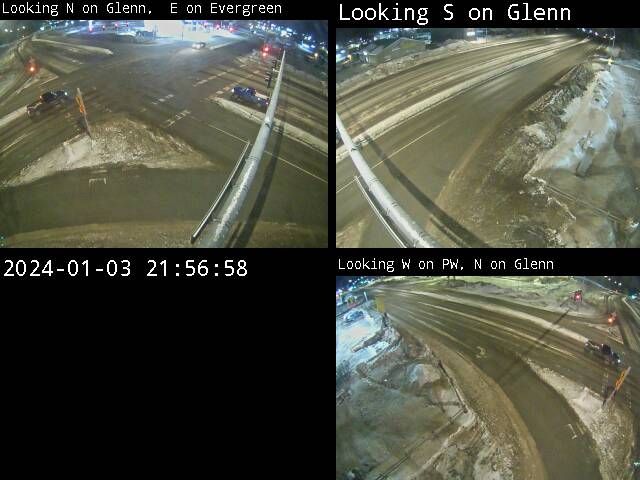 Looking N on Glenn, E on Evergreen
Looking S on Glenn
2024-01-03 21:56:58
Looking W on PW, N on Glenn